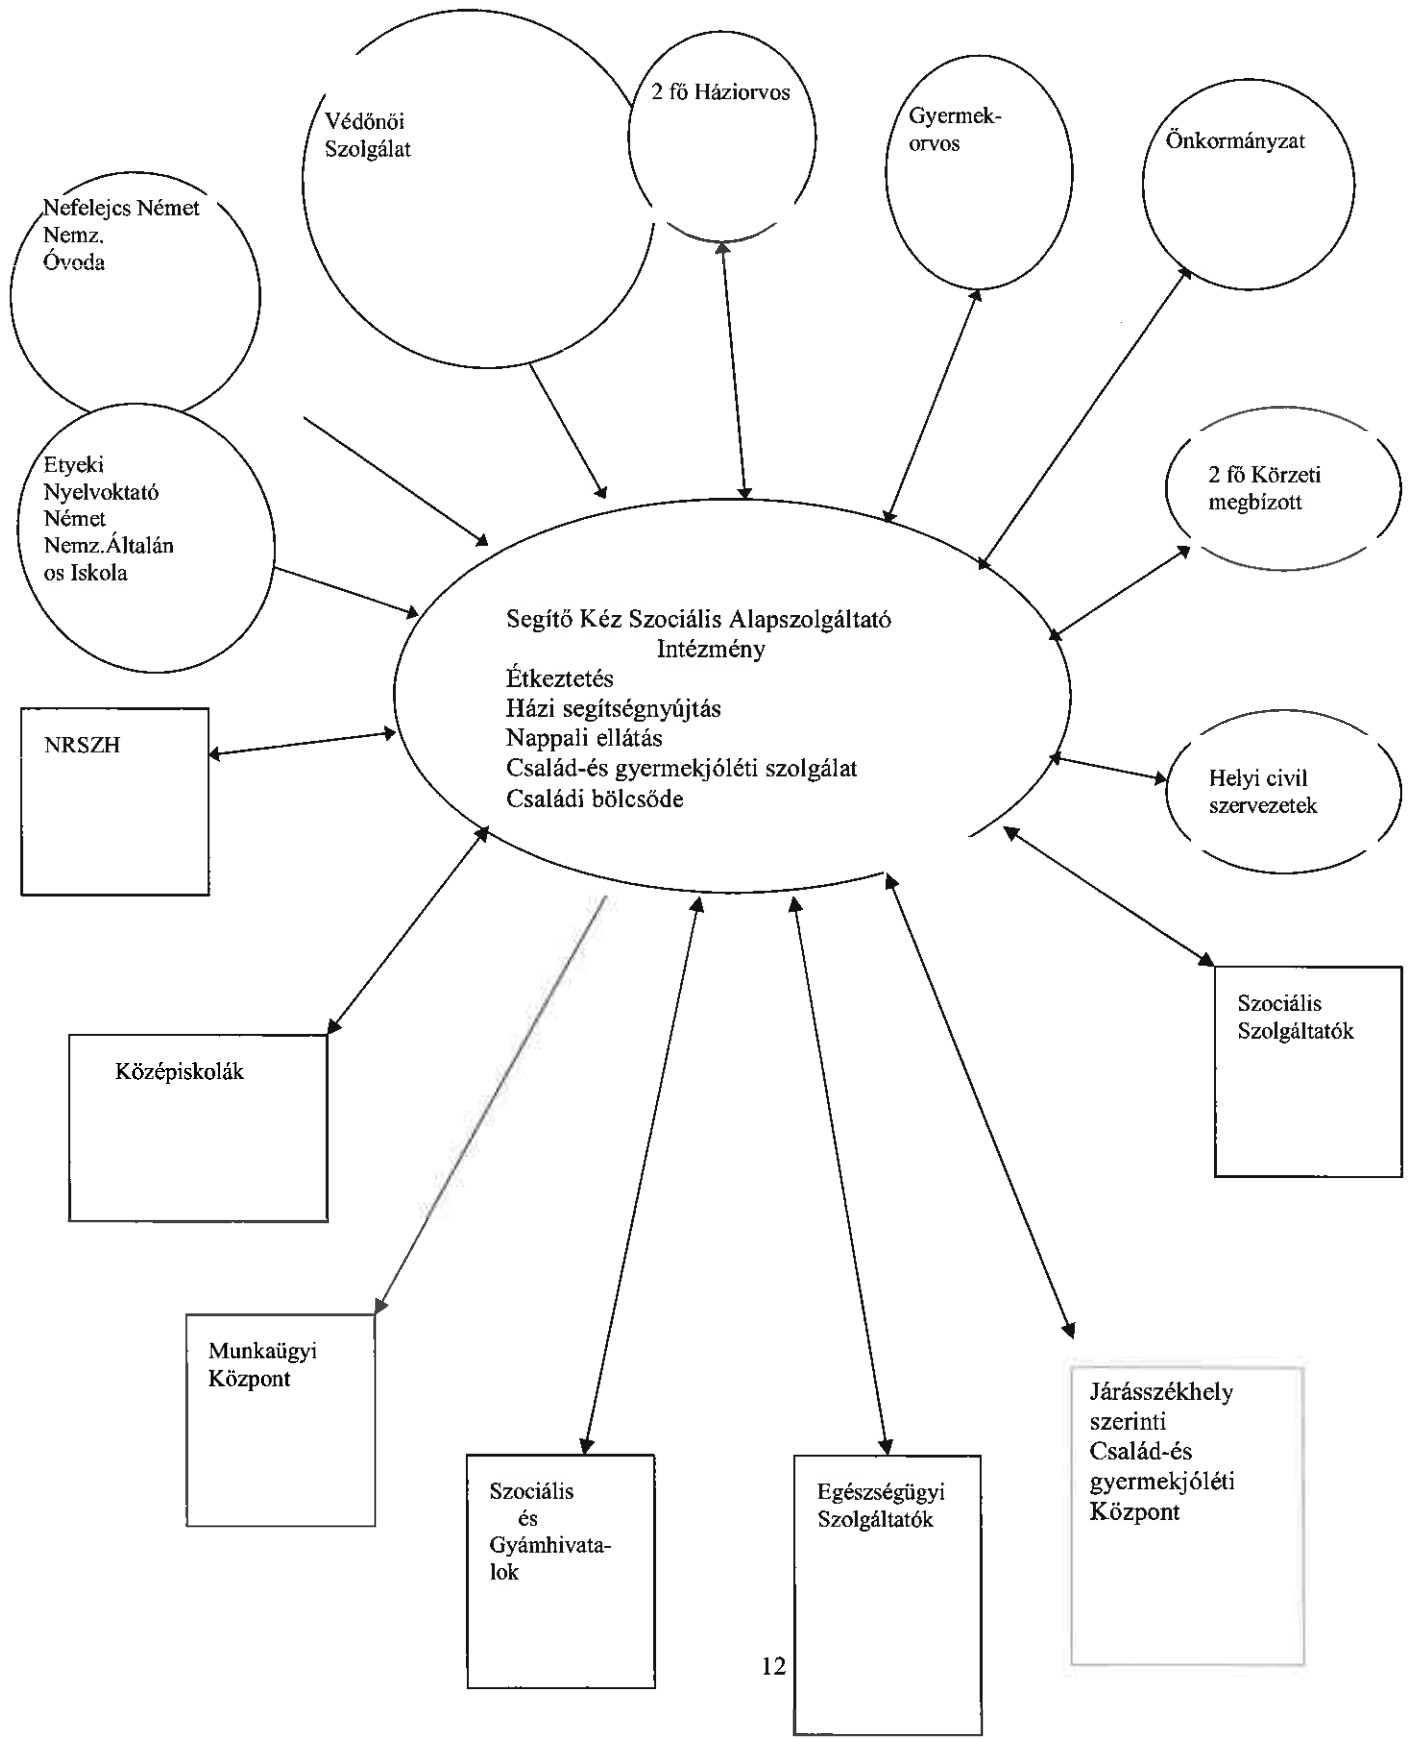 2 fő Háziorvos
Védőnői
Szolgálat
Gyermek-
orvos
Önkormányzat
Nefelejcs Német
Nemz.
Óvoda
Etyeki
Nyelvoktató
Német
Nemz.Általán
os Iskola
2 fő Körzeti
megbízott
Segítő Kéz Szociális Alapszolgáltató
Intézmény
Étkeztetés
Házi segítségnyújtás
Nappali ellátás
Család-és gyermekjóléti szolgálat
Családi bölcsőde
NRSZH
Helyi civil
szervezetek
Szociális
Szolgáltatók
Középiskolák
Munkaügyi
Központ
Szociális
és
Gyámhivata-
lok
Egészségügyi
Szolgáltatók
Járásszékhely
szerinti
Család-és
gyermekjóléti
Központ
12